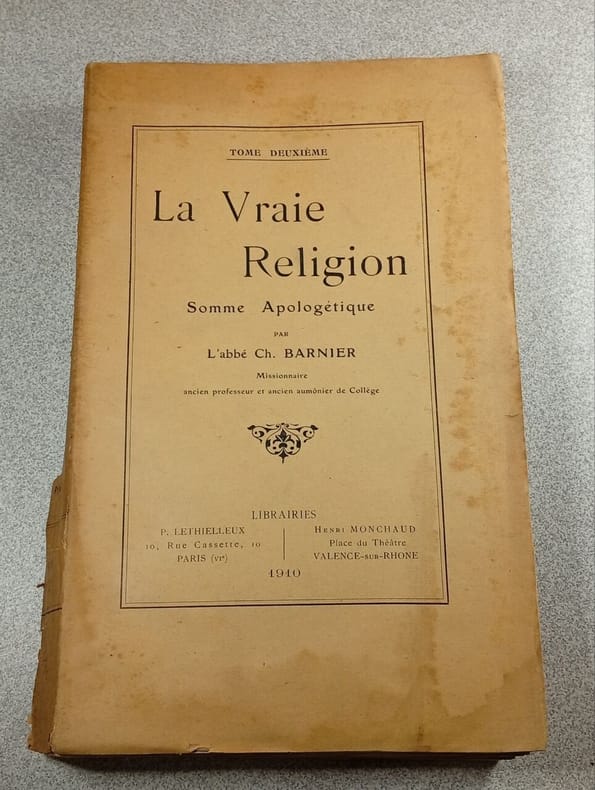 TOME DEUXIÈME
La Vraie
Religion
Somme Apologétique
PAR
L'abbé Ch. BARNIER
Missionnaire
ancien professeur et ancien aumônier de Collège
LIBRAIRIES
P. LETHIELLEUX
10, Rue Cassette, 10
PARIS (VIe)
Henri MONCHAUD
Place du Théâtre
VALENCE-SUR-RHONE
1910